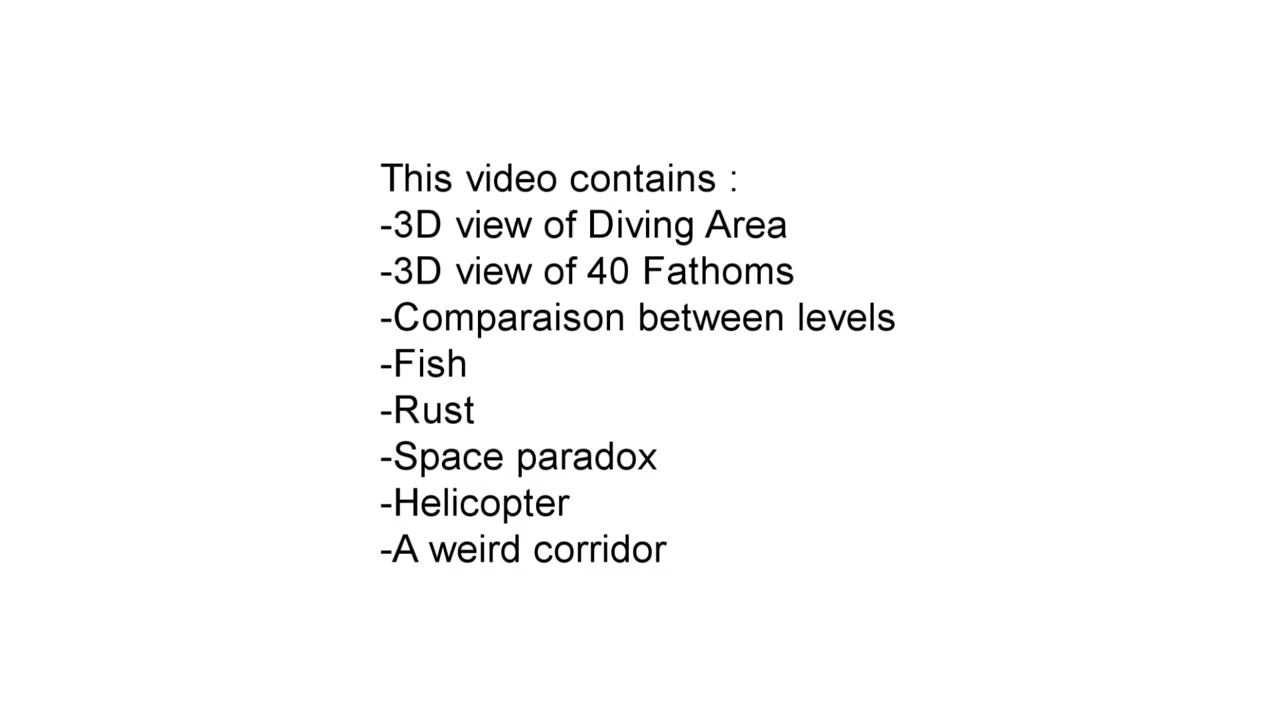 This video contains :
-3D view of Diving Area
-3D view of 40 Fathoms
-Comparaison between levels
-Fish
-Rust
-Space paradox
-Helicopter
-A weird corridor